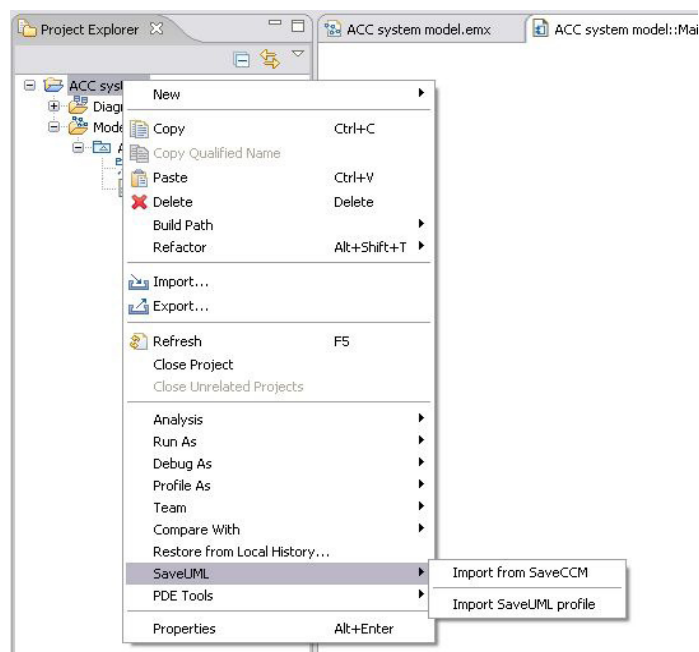 Project Explorer
ACC system model.emx
ACC system model::Mai
ACC sys
Diagr
Mode
A
New
Copy Ctrl+C
Copy Qualified Name
Paste Ctrl+V
Delete Delete
Build Path
Refactor Alt+Shift+T
Import...
Export...
Refresh F5
Close Project
Close Unrelated Projects
Analysis
Run As
Debug As
Profile As
Team
Compare With
Restore from Local History...
SaveUML
Import from SaveCCM
PDE Tools
Import SaveUML profile
Properties Alt+Enter